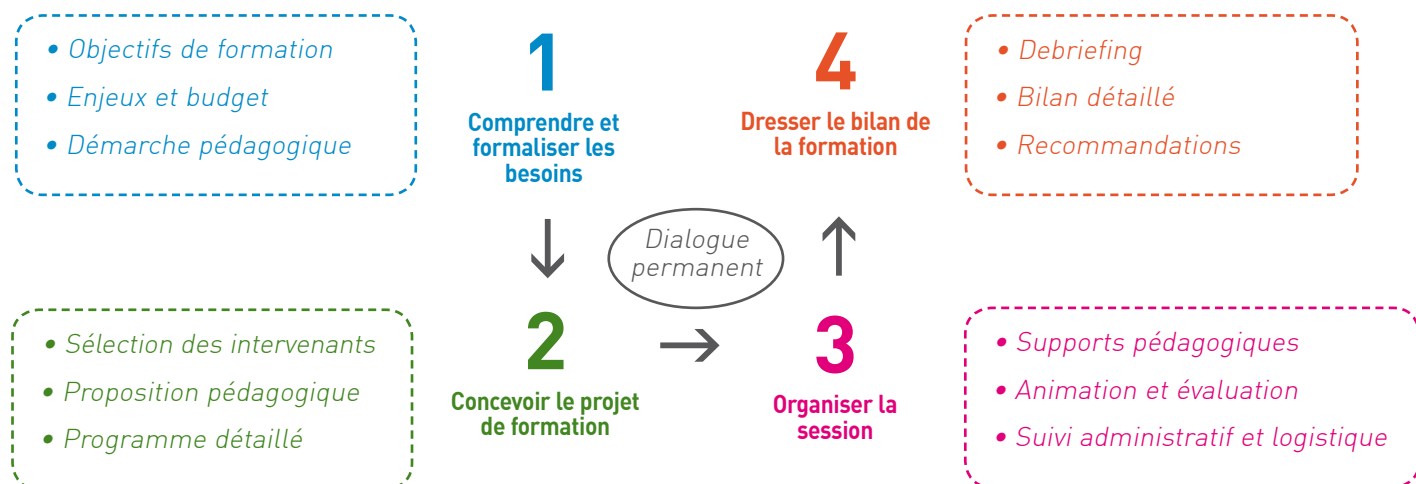 • Objectifs de formation
• Enjeux et budget
• Démarche pédagogique
1
Comprendre et
formaliser les
besoins
4
Dresser le bilan de
la formation
• Debriefing
• Bilan détaillé
• Recommandations
Dialogue
permanent
• Sélection des intervenants
• Proposition pédagogique
• Programme détaillé
2
Concevoir le projet
de formation
3
Organiser la
session
• Supports pédagogiques
• Animation et évaluation
• Suivi administratif et logistique